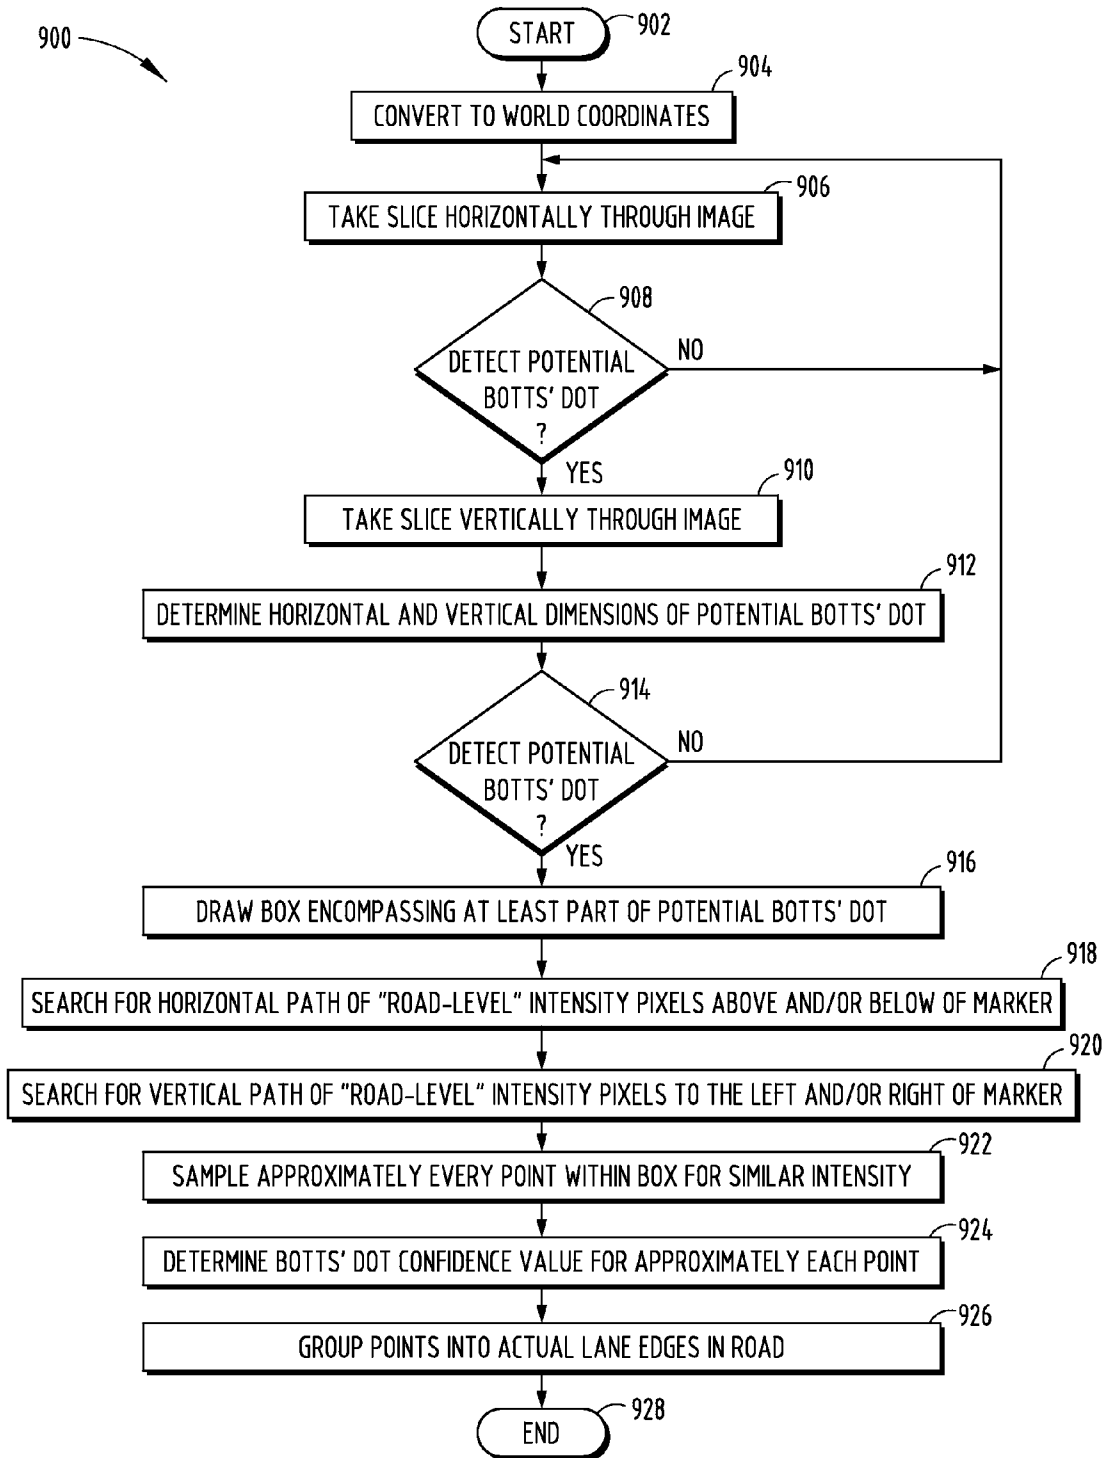 900
START
902
904
CONVERT TO WORLD COORDINATES
906
TAKE SLICE HORIZONTALLY THROUGH IMAGE
908
DETECT POTENTIAL
BOTTS' DOT
?
NO
YES
910
TAKE SLICE VERTICALLY THROUGH IMAGE
912
DETERMINE HORIZONTAL AND VERTICAL DIMENSIONS OF POTENTIAL BOTTS' DOT
914
DETECT POTENTIAL
BOTTS' DOT
?
NO
YES
916
DRAW BOX ENCOMPASSING AT LEAST PART OF POTENTIAL BOTTS' DOT
918
SEARCH FOR HORIZONTAL PATH OF "ROAD-LEVEL" INTENSITY PIXELS ABOVE AND/OR BELOW OF MARKER
920
SEARCH FOR VERTICAL PATH OF "ROAD-LEVEL" INTENSITY PIXELS TO THE LEFT AND/OR RIGHT OF MARKER
922
SAMPLE APPROXIMATELY EVERY POINT WITHIN BOX FOR SIMILAR INTENSITY
924
DETERMINE BOTTS' DOT CONFIDENCE VALUE FOR APPROXIMATELY EACH POINT
926
GROUP POINTS INTO ACTUAL LANE EDGES IN ROAD
928
END